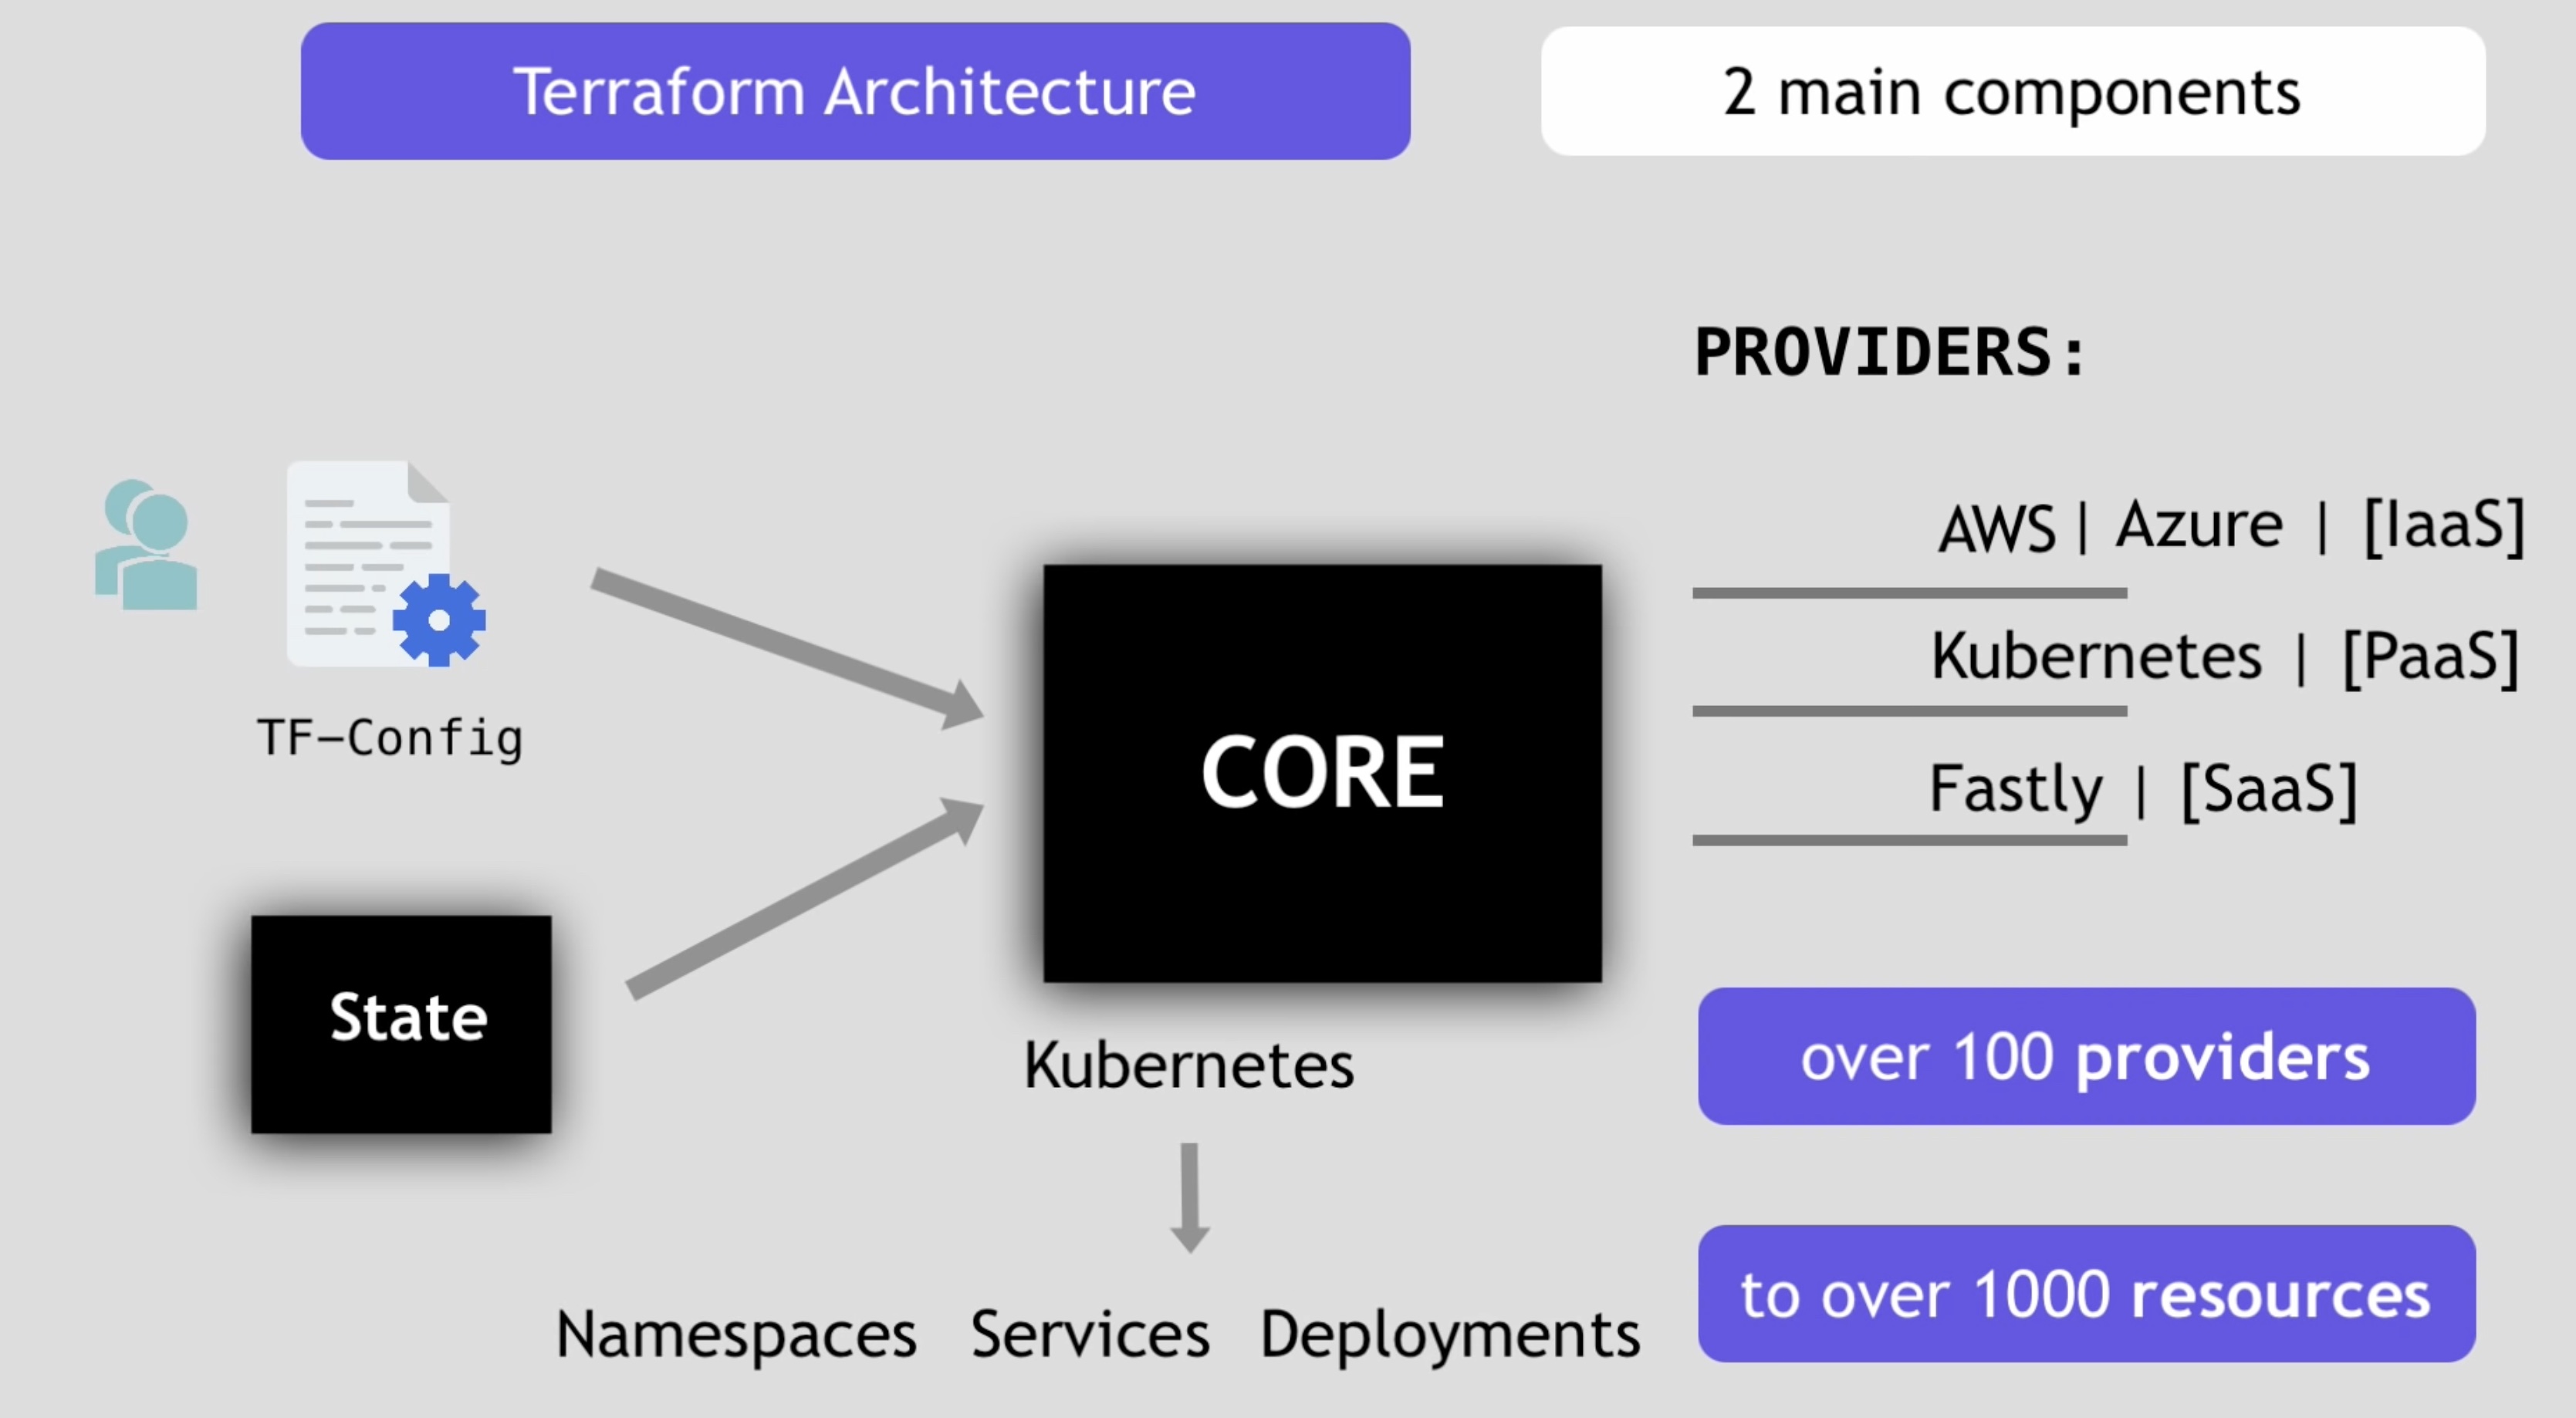 Terraform Architecture
2 main components
PROVIDERS:
AWS | Azure | [IaaS]
Kubernetes | [PaaS]
Fastly | [SaaS]
TF-Config
CORE
State
Kubernetes
over 100 providers
Namespaces Services Deployments
to over 1000 resources